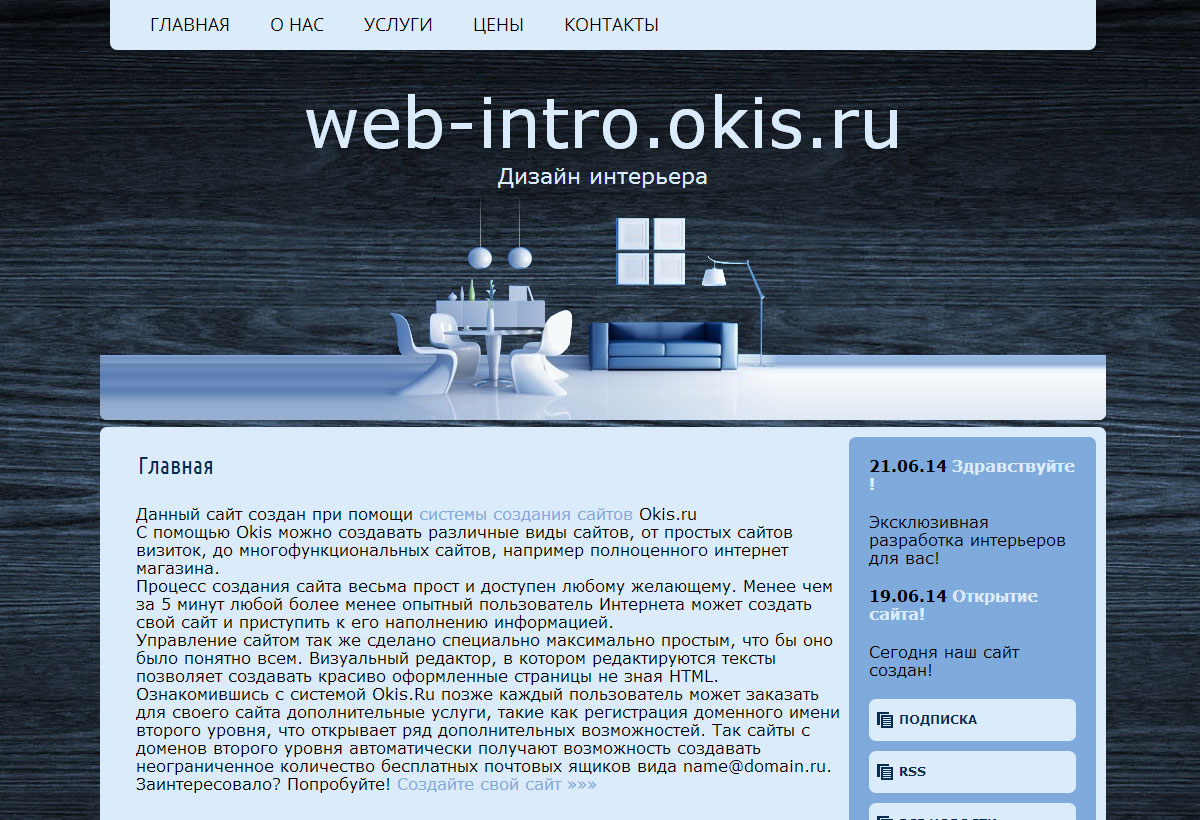 ГЛАВНАЯ О НАС УСЛУГИ ЦЕНЫ КОНТАКТЫ
web-intro.okis.ru
Дизайн интерьера
Главная
Данный сайт создан при помощи системы создания сайтов Okis.ru
С помощью Okis можно создавать различные виды сайтов, от простых сайтов
визиток, до многофункциональных сайтов, например полноценного интернет
магазина.
Процесс создания сайта весьма прост и доступен любому желающему. Менее чем
за 5 минут любой более менее опытный пользователь Интернета может создать
свой сайт и приступить к его наполнению информацией.
Управление сайтом так же сделано специально максимально простым, что бы оно
было понятно всем. Визуальный редактор, в котором редактируются тексты
позволяет создавать красиво оформленные страницы не зная HTML.
Ознакомившись с системой Okis.Ru позже каждый пользователь может заказать
для своего сайта дополнительные услуги, такие как регистрация доменного имени
второго уровня, что открывает ряд дополнительных возможностей. Так сайты с
доменов второго уровня автоматически получают возможность создавать
неограниченное количество бесплатных почтовых ящиков вида name@domain.ru.
Заинтересовало? Попробуйте! Создайте свой сайт »»»
21.06.14 Здравствуйте
!
Эксклюзивная
разработка интерьеров
для вас!
19.06.14 Открытие
сайта!
Сегодня наш сайт
создан!
ПОДПИСКА
RSS